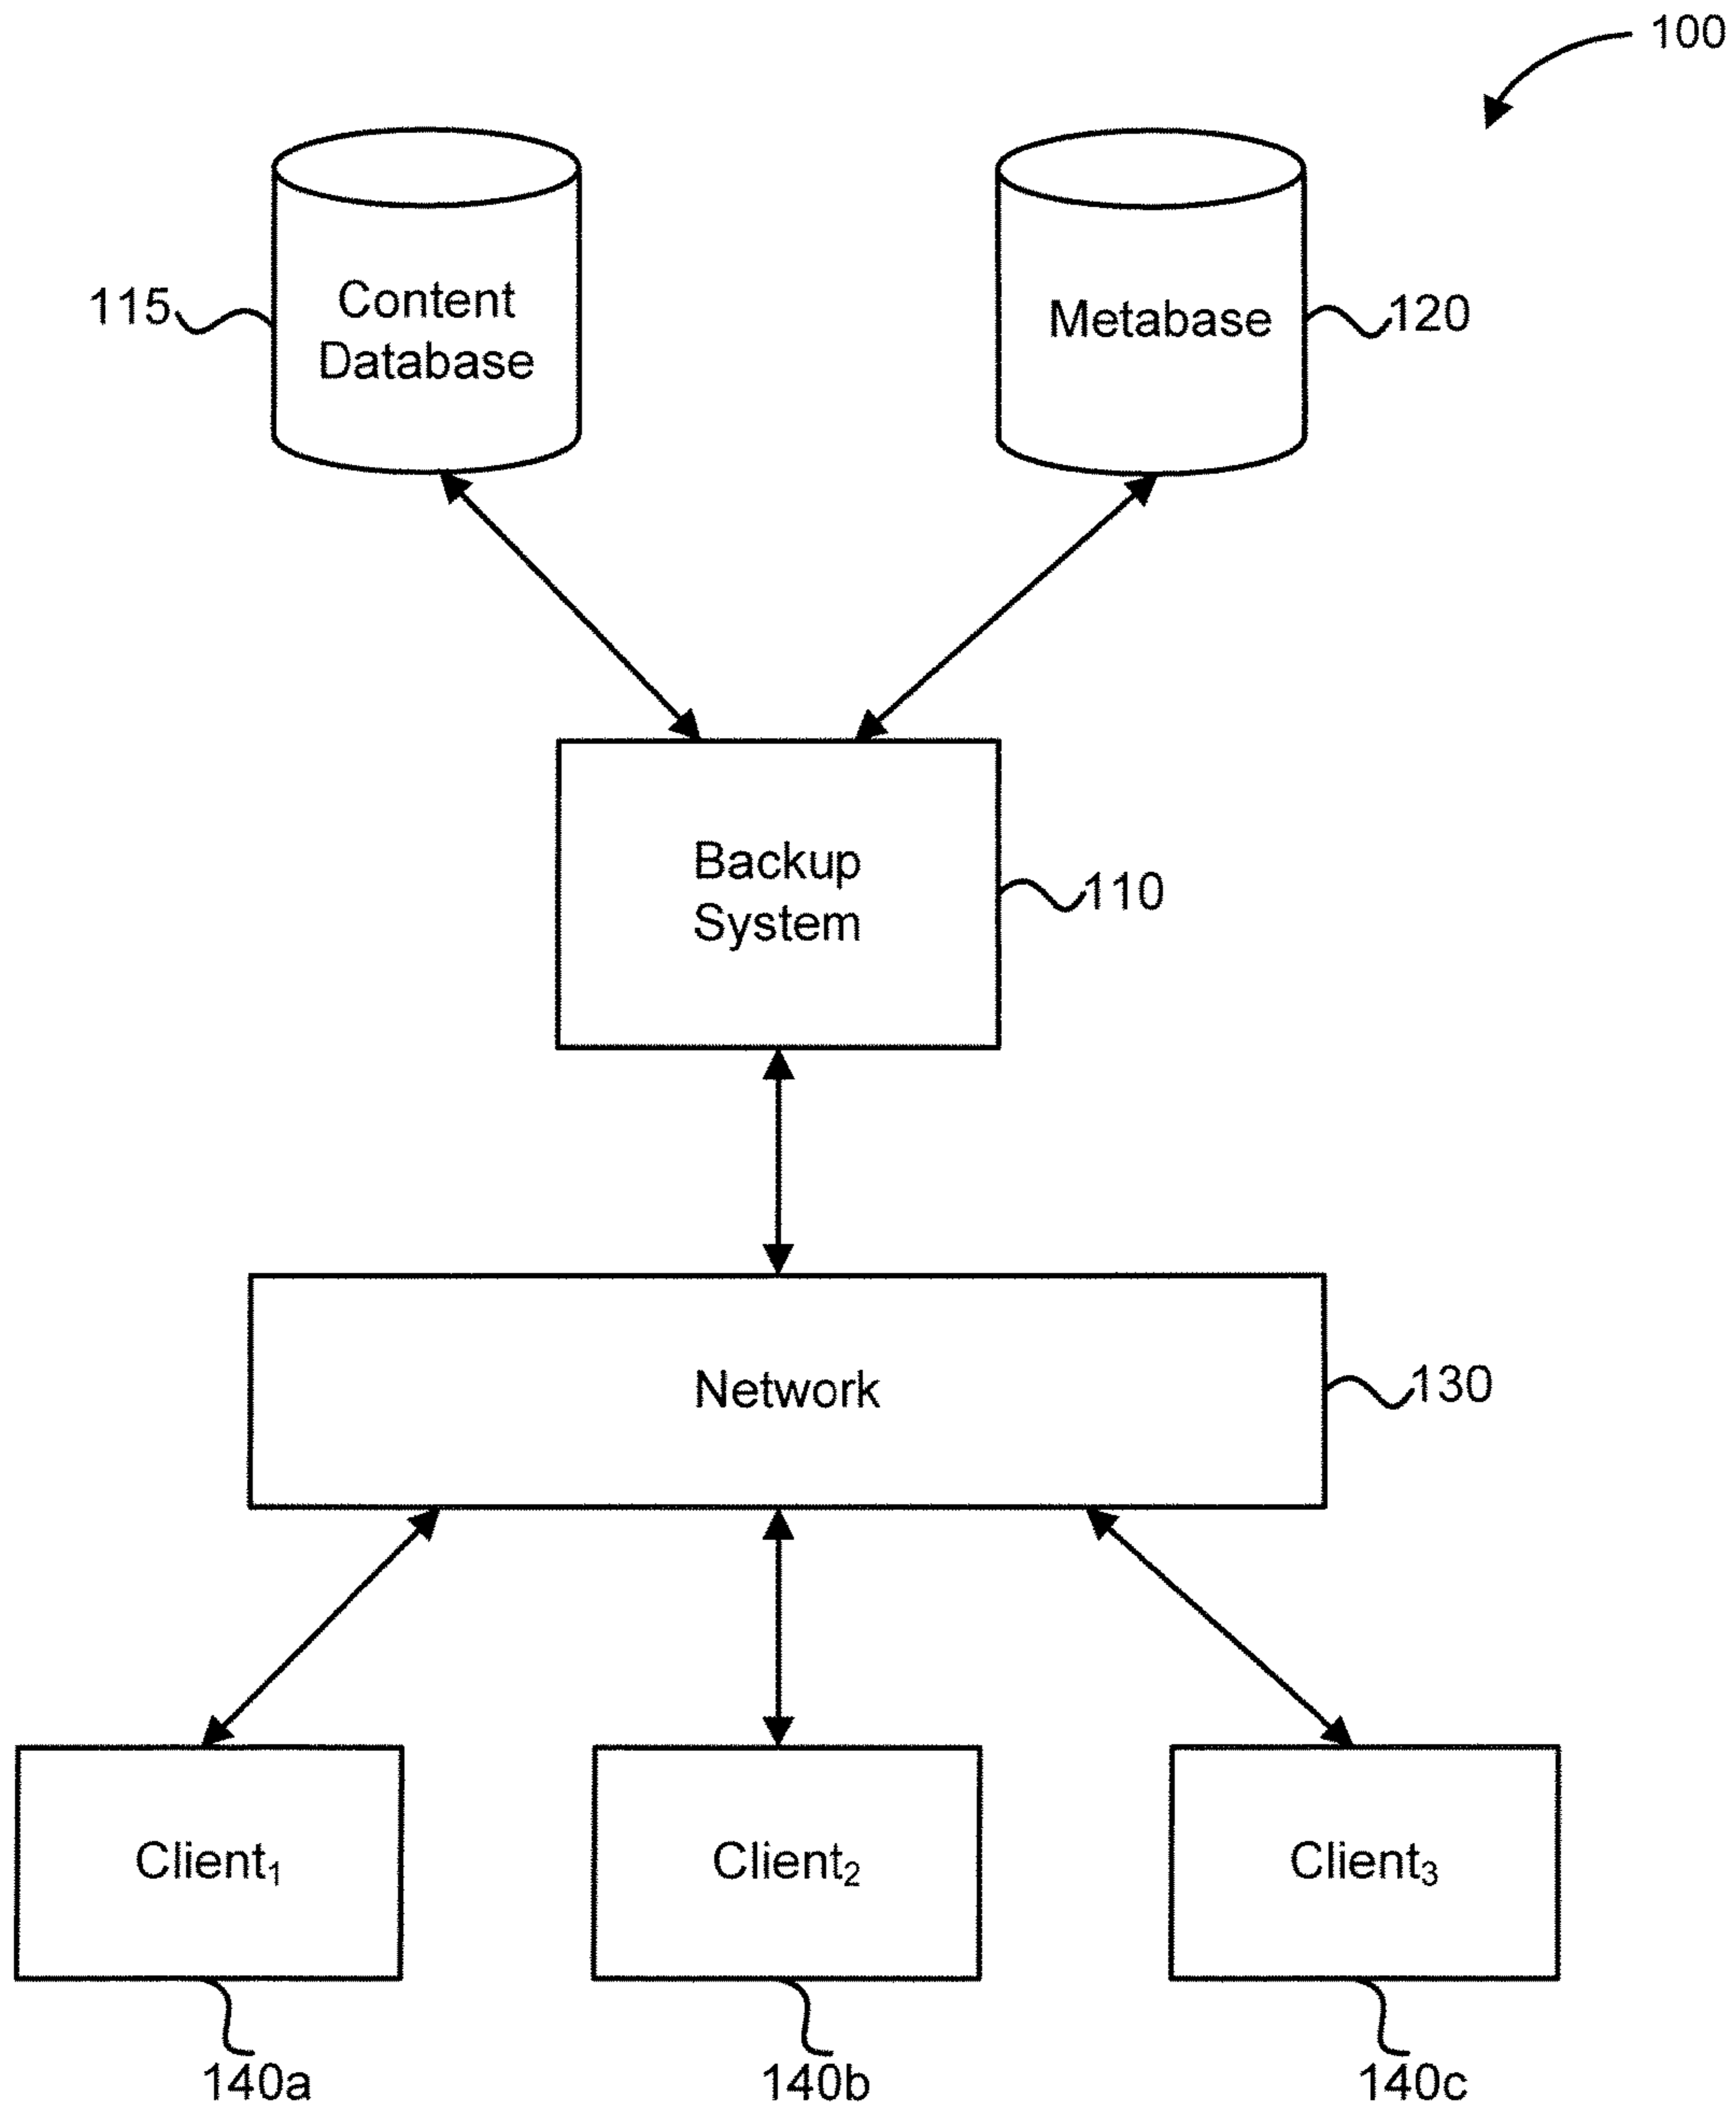 100
Content
Database
115
Metabase
120
Backup
System
110
Network
130
Client₁
Client₂
Client₃
140a
140b
140c